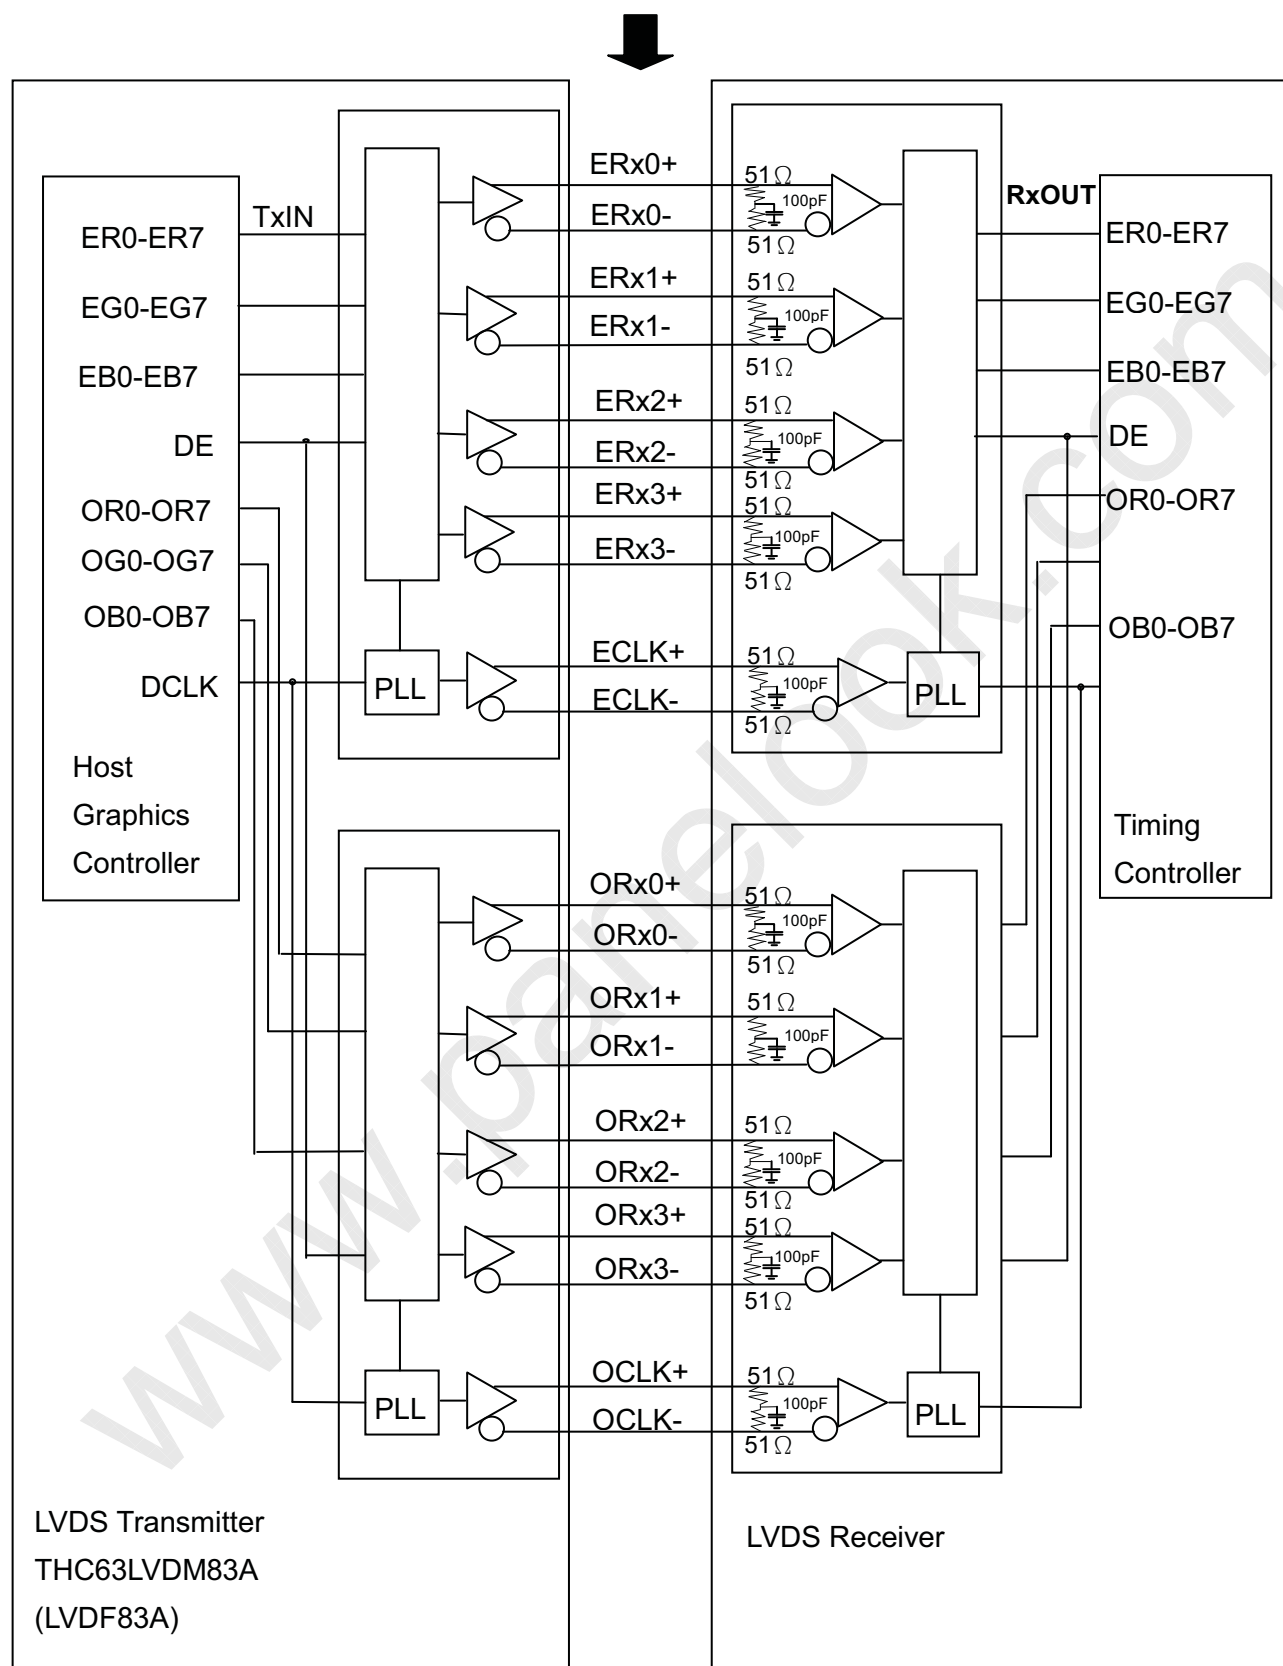 TxIN
ER0-ER7
EG0-EG7
EB0-EB7
DE
OR0-OR7
OG0-OG7
OB0-OB7
DCLK
Host
Graphics
Controller
PLL
PLL
ERx0+
ERx0-
ERx1+
ERx1-
ERx2+
ERx2-
ERx3+
ERx3-
ECLK+
ECLK-
ORx0+
ORx0-
ORx1+
ORx1-
ORx2+
ORx2-
ORx3+
ORx3-
OCLK+
OCLK-
51Ω
100pF
51Ω
51Ω
100pF
51Ω
51Ω
100pF
51Ω
51Ω
100pF
51Ω
51Ω
100pF
51Ω
PLL
51Ω
100pF
51Ω
51Ω
100pF
51Ω
51Ω
100pF
51Ω
51Ω
100pF
51Ω
51Ω
100pF
51Ω
PLL
RxOUT
ER0-ER7
EG0-EG7
EB0-EB7
DE
OR0-OR7
OB0-OB7
Timing
Controller
LVDS Transmitter
THC63LVDM83A
(LVDF83A)
LVDS Receiver
www.panelook.com